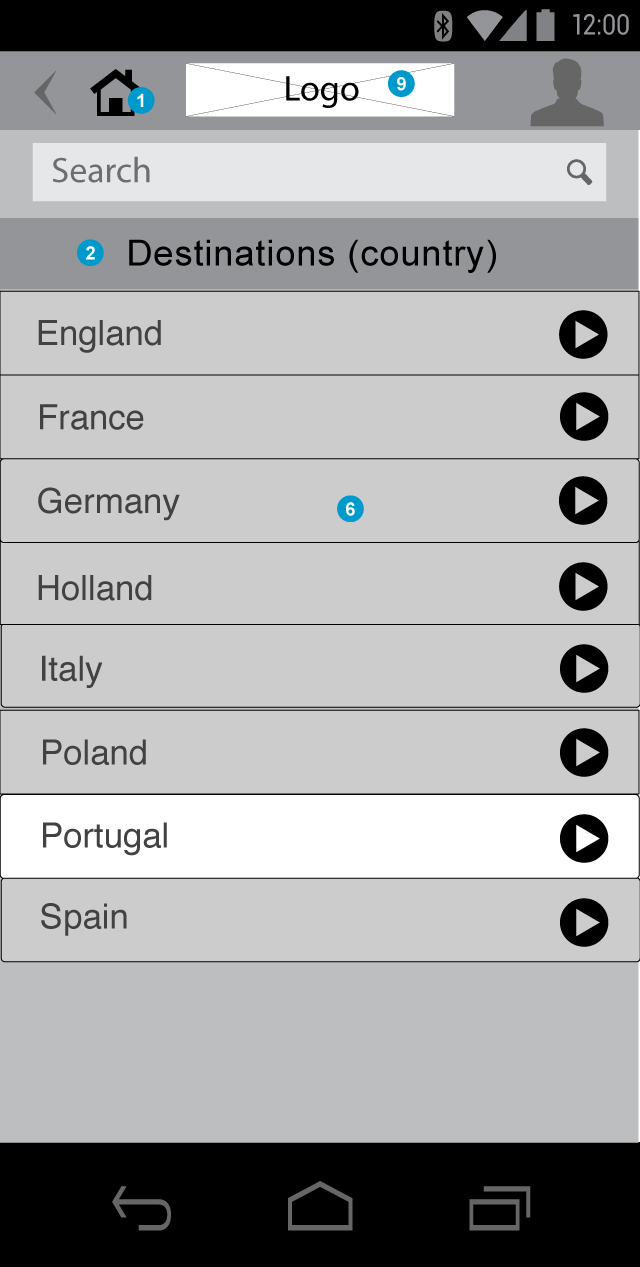 12:00
1
Logo 9
Search
2 Destinations (country)
England
France
Germany 6
Holland
Italy
Poland
Portugal
Spain